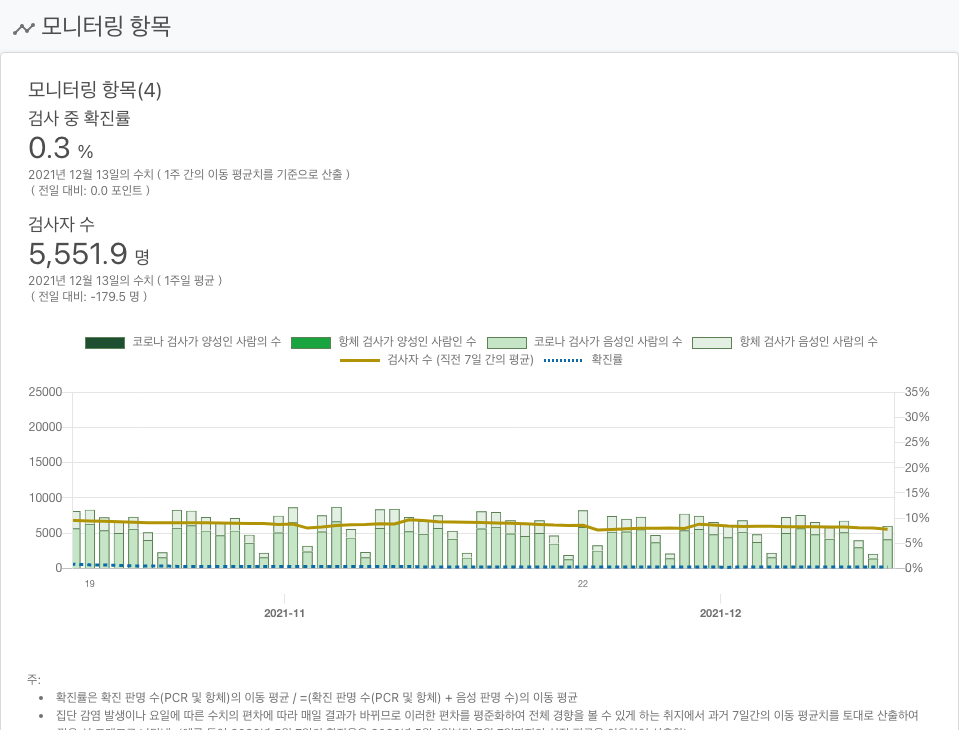 모니터링 항목
모니터링 항목(4)
검사 중 확진률
0.3 %
2021년 12월 13일의 수치 ( 1주 간의 이동 평균치를 기준으로 산출 )
( 전일 대비: 0.0 포인트 )
검사자 수
5,551.9 명
2021년 12월 13일의 수치 ( 1주일 평균 )
( 전일 대비: -179.5 명 )
코로나 검사가 양성인 사람의 수 항체 검사가 양성인 사람인 수 코로나 검사가 음성인 사람의 수 항체 검사가 음성인 사람의 수
검사자 수 (직전 7일 간의 평균) 확진률
25000 35%
30%
20000
25%
15000
20%
15%
10000
10%
5000
5%
0 0%
19 22
2021-11 2021-12
주:
확진률은 확진 판명 수(PCR 및 항체)의 이동 평균 / =(확진 판명 수(PCR 및 항체) + 음성 판명 수)의 이동 평균
집단 감염 발생이나 요일에 따른 수치의 편차에 따라 매일 결과가 바뀌므로 이러한 편차를 평준화하여 전체 경향을 볼 수 있게 하는 취지에서 과거 7일간의 이동 평균치를 토대로 산출하여